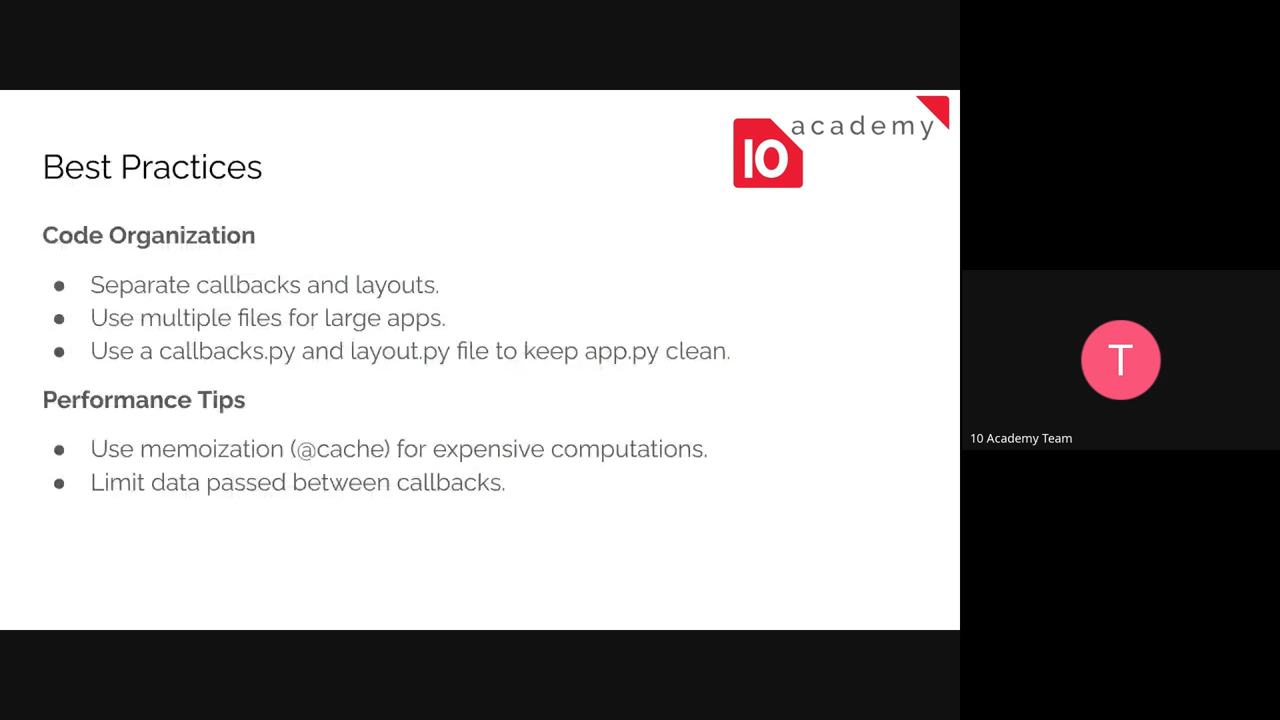 10 academy
Best Practices
Code Organization
● Separate callbacks and layouts.
● Use multiple files for large apps.
● Use a callbacks.py and layout.py file to keep app.py clean.
Performance Tips
● Use memoization (@cache) for expensive computations.
● Limit data passed between callbacks.
T
10 Academy Team